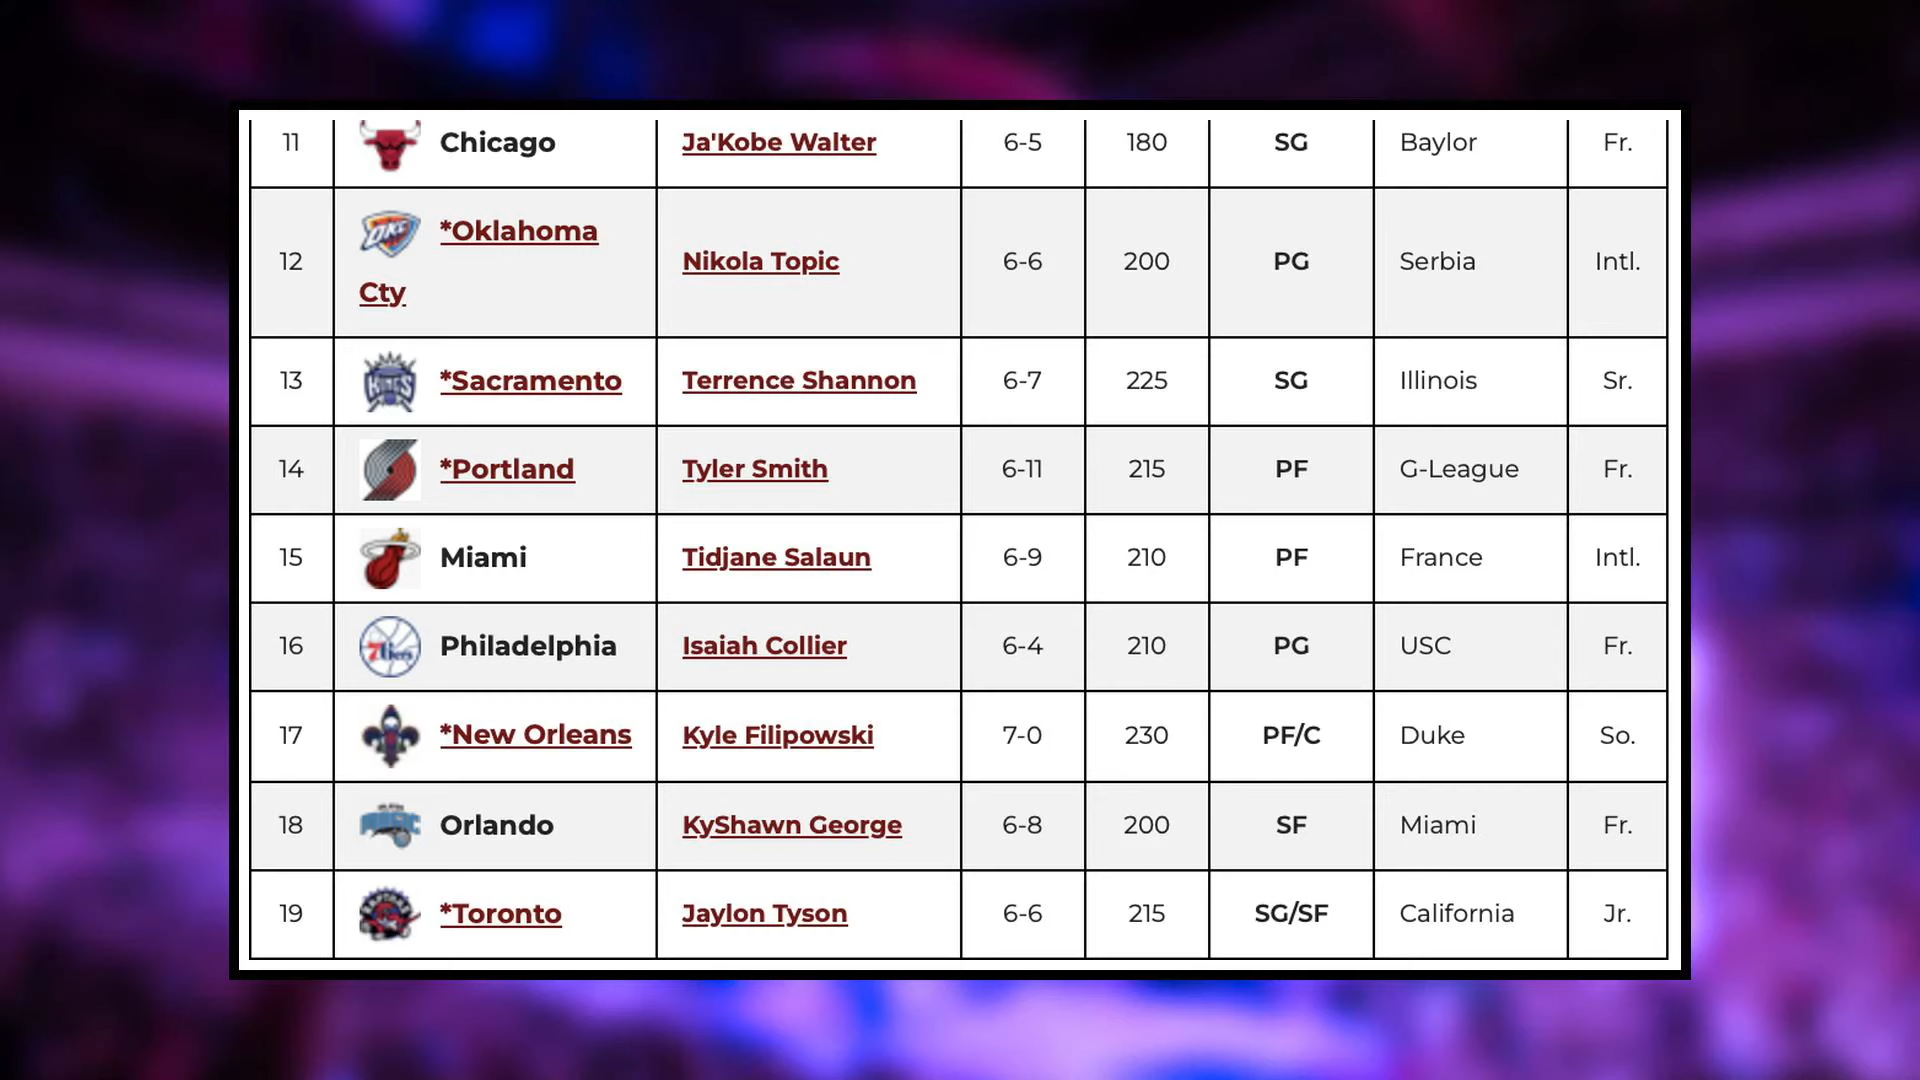 11 Chicago Ja'Kobe Walter 6-5 180 SG Baylor Fr.
OKC *Oklahoma
12 Nikola Topic 6-6 200 PG Serbia Intl.
Cty
13 KINGS *Sacramento Terrence Shannon 6-7 225 SG Illinois Sr.
14 *Portland Tyler Smith 6-11 215 PF G-League Fr.
15 Miami Tidjane Salaun 6-9 210 PF France Intl.
16 76ers Philadelphia Isaiah Collier 6-4 210 PG USC Fr.
17 *New Orleans Kyle Filipowski 7-0 230 PF/C Duke So.
18 MAGIC Orlando KyShawn George 6-8 200 SF Miami Fr.
19 *Toronto Jaylon Tyson 6-6 215 SG/SF California Jr.